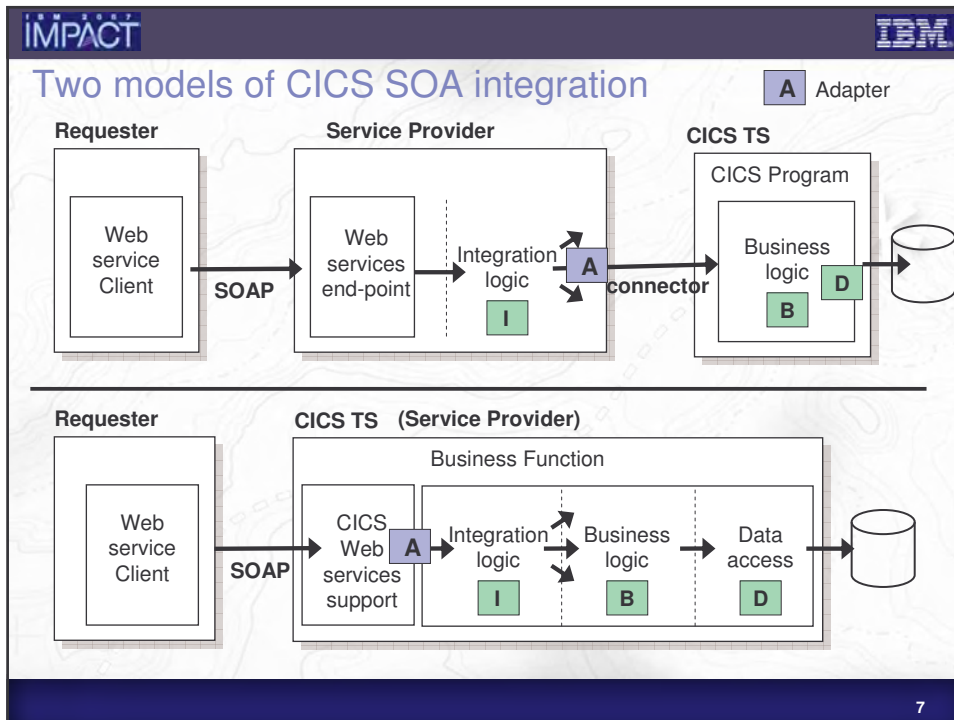 IBM 2007
IMPACT
IBM
Two models of CICS SOA integration
A Adapter
Requester
Service Provider
CICS TS
CICS Program
Web
service
Client
SOAP
Web
services
end-point
Integration
logic
I
A
connector
Business
logic
B
D
Requester
CICS TS (Service Provider)
Business Function
Web
service
Client
SOAP
CICS
Web
services
support
A
Integration
logic
I
Business
logic
B
Data
access
D
7